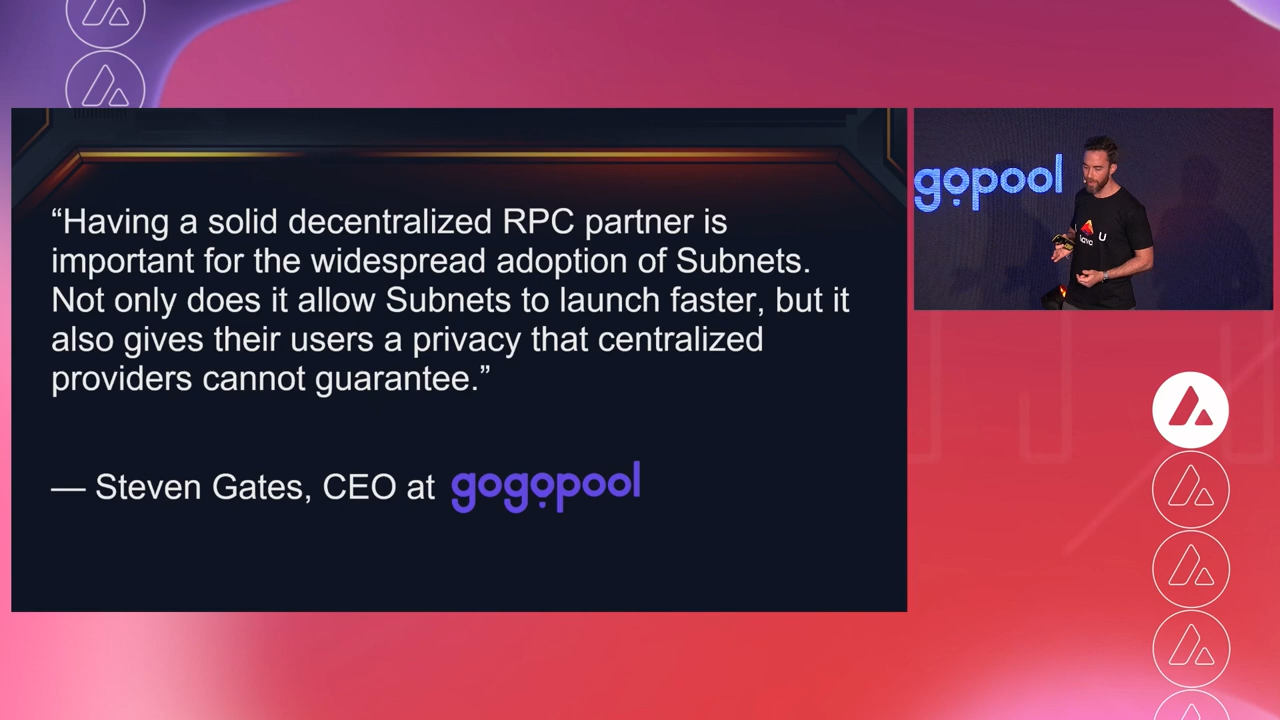 “Having a solid decentralized RPC partner is
important for the widespread adoption of Subnets.
Not only does it allow Subnets to launch faster, but it
also gives their users a privacy that centralized
providers cannot guarantee.”
— Steven Gates, CEO at gogopool
gopool